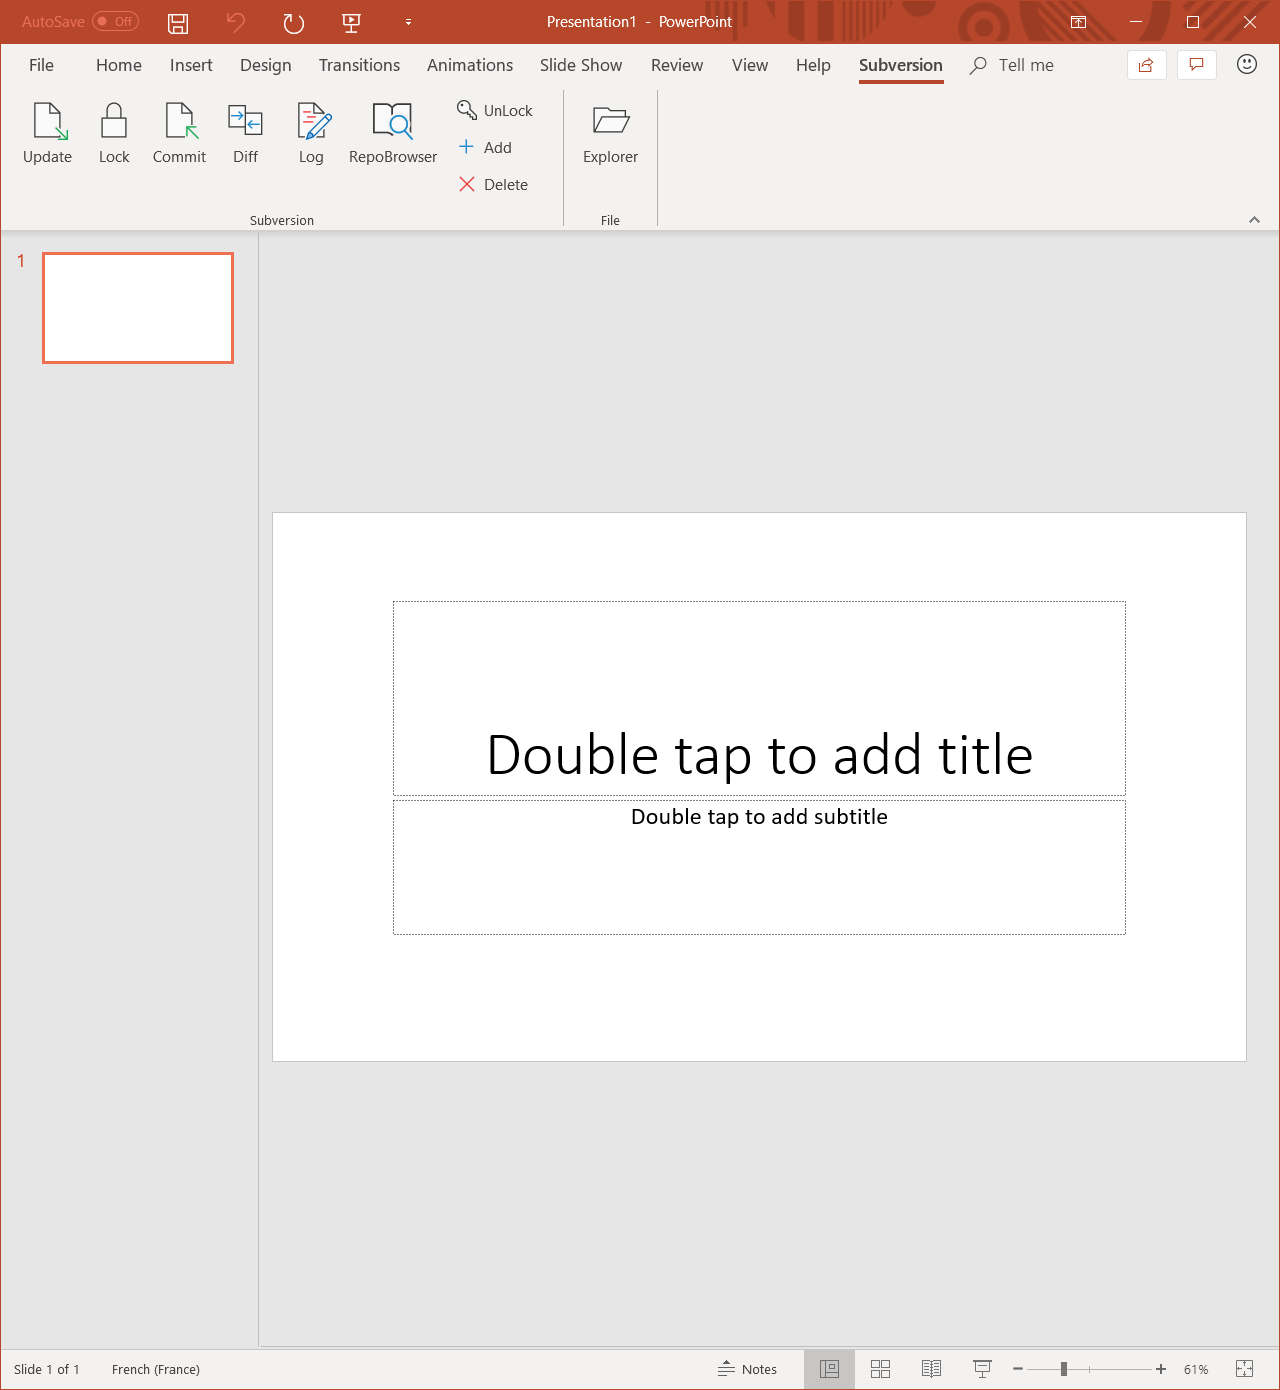 AutoSave Off Presentation1 - PowerPoint
File Home Insert Design Transitions Animations Slide Show Review View Help Subversion Tell me
Update Lock Commit Diff Log RepoBrowser
UnLock
Add
Delete
Explorer
Subversion File
1
Double tap to add title
Double tap to add subtitle
Slide 1 of 1 French (France) Notes 61%